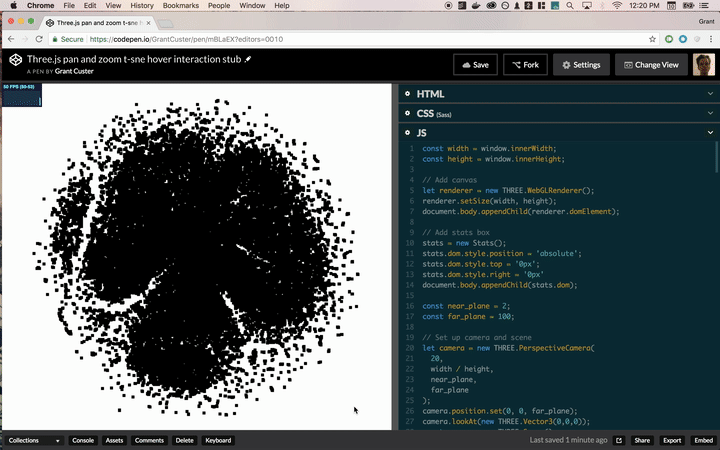 Chrome File Edit View History Bookmarks People Window Help 12:20 PM
Three.js pan and zoom t-sne h Grant
Secure https://codepen.io/GrantCuster/pen/mBLaEX?editors=0010
Three.js pan and zoom t-sne hover interaction stub
A PEN BY Grant Custer
Save Fork Settings Change View
50 FPS (50-53)
HTML
CSS (Sass)
JS
1 const width = window.innerWidth;
2 const height = window.innerHeight;
3
4 // Add canvas
5 let renderer = new THREE.WebGLRenderer();
6 renderer.setSize(width, height);
7 document.body.appendChild(renderer.domElement);
8
9 // Add stats box
10 stats = new Stats();
11 stats.dom.style.position = 'absolute';
12 stats.dom.style.top = '0px';
13 stats.dom.style.right = '0px'
14 document.body.appendChild(stats.dom);
15
16 const near_plane = 2;
17 const far_plane = 100;
18
19 // Set up camera and scene
20 let camera = new THREE.PerspectiveCamera(
21 20,
22 width / height,
23 near_plane,
24 far_plane
25 );
26 camera.position.set(0, 0, far_plane);
27 camera.lookAt(new THREE.Vector3(0,0,0));
Collections Console Assets Comments Delete Keyboard Last saved 1 minute ago Share Export Embed